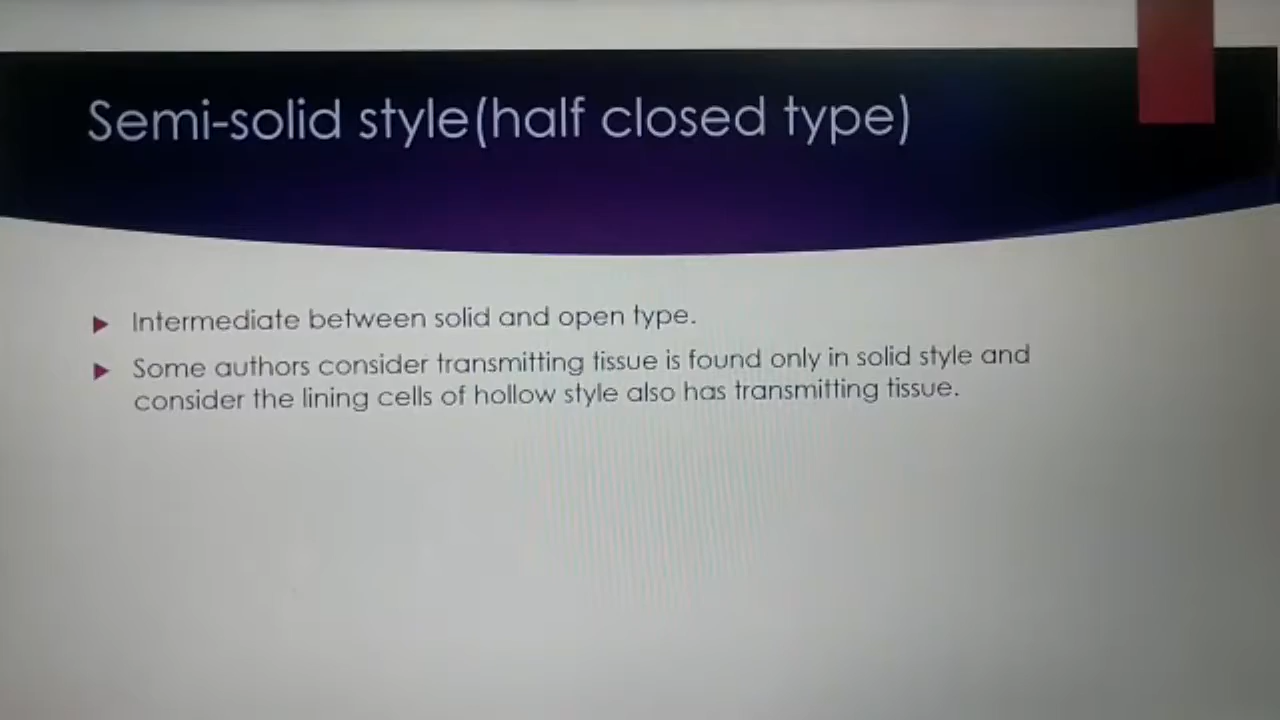 Semi-solid style(half closed type)
Intermediate between solid and open type.
Some authors consider transmitting tissue is found only in solid style and
consider the lining cells of hollow style also has transmitting tissue.